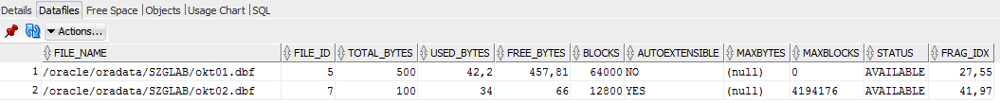 Details Datafiles Free Space Objects Usage Chart SQL
Actions...
FILE_NAME FILE_ID TOTAL_BYTES USED_BYTES FREE_BYTES BLOCKS AUTOEXTENSIBLE MAXBYTES MAXBLOCKS STATUS FRAG_IDX
1 /oracle/oradata/SZGLAB/okt01.dbf 5 500 42,2 457,81 64000 NO (null) 0 AVAILABLE 27,55
2 /oracle/oradata/SZGLAB/okt02.dbf 7 100 34 66 12800 YES (null) 4194176 AVAILABLE 41,97